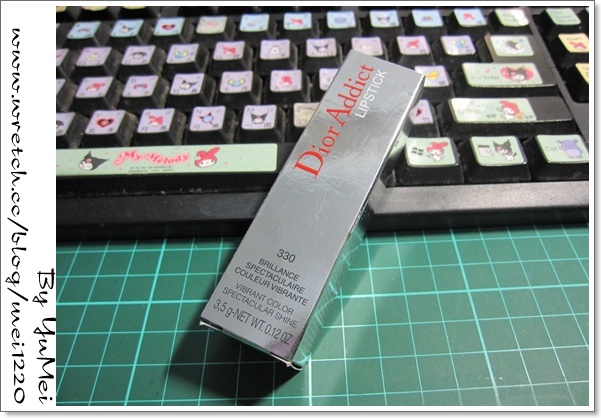 www.wretch.cc/blog/mei1220
By YuMei
My Melody
Dior Addict
LIPSTICK
330
BRILLANCE
SPECTACULAIRE
COULEUR VIBRANTE
VIBRANT COLOR
SPECTACULAR SHINE
3.5 g-NET WT. 0.12 OZ